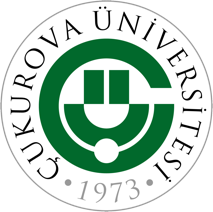 ÇUKUROVA ÜNİVERSİTESİ
• 1973 •